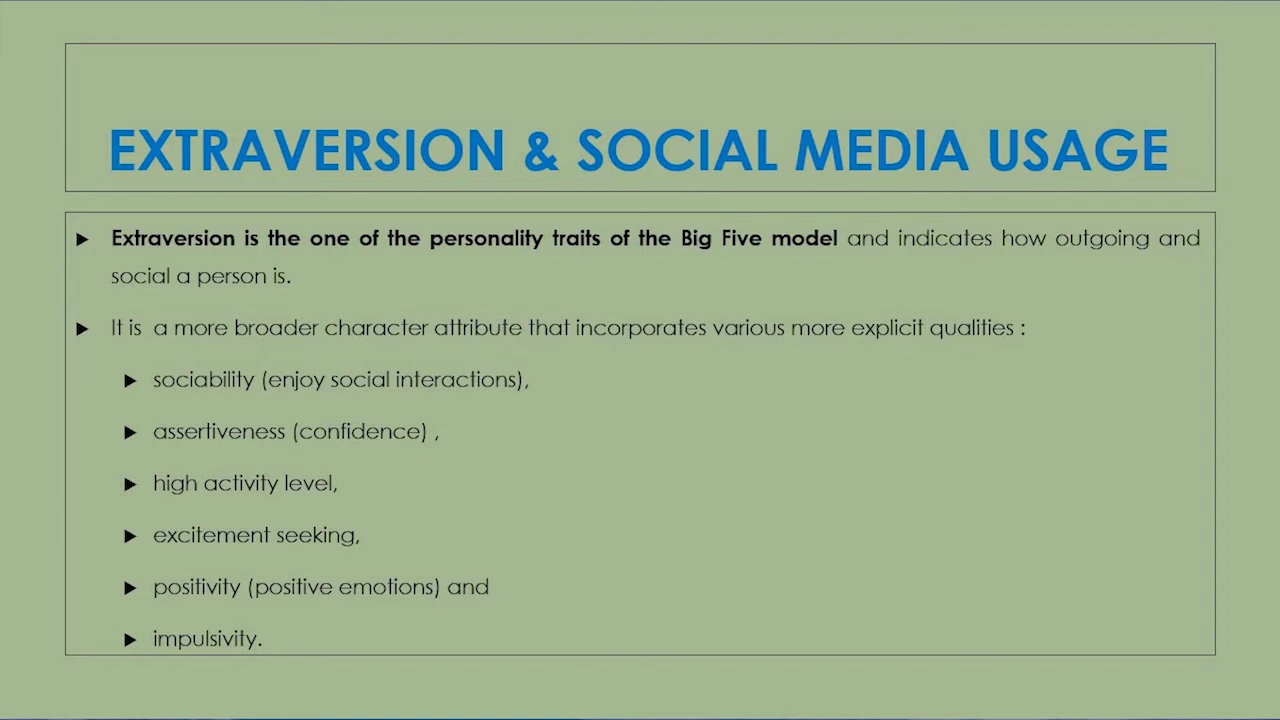 EXTRAVERSION & SOCIAL MEDIA USAGE
Extraversion is the one of the personality traits of the Big Five model and indicates how outgoing and
social a person is.
It is a more broader character attribute that incorporates various more explicit qualities :
sociability (enjoy social interactions),
assertiveness (confidence) ,
high activity level,
excitement seeking,
positivity (positive emotions) and
impulsivity.